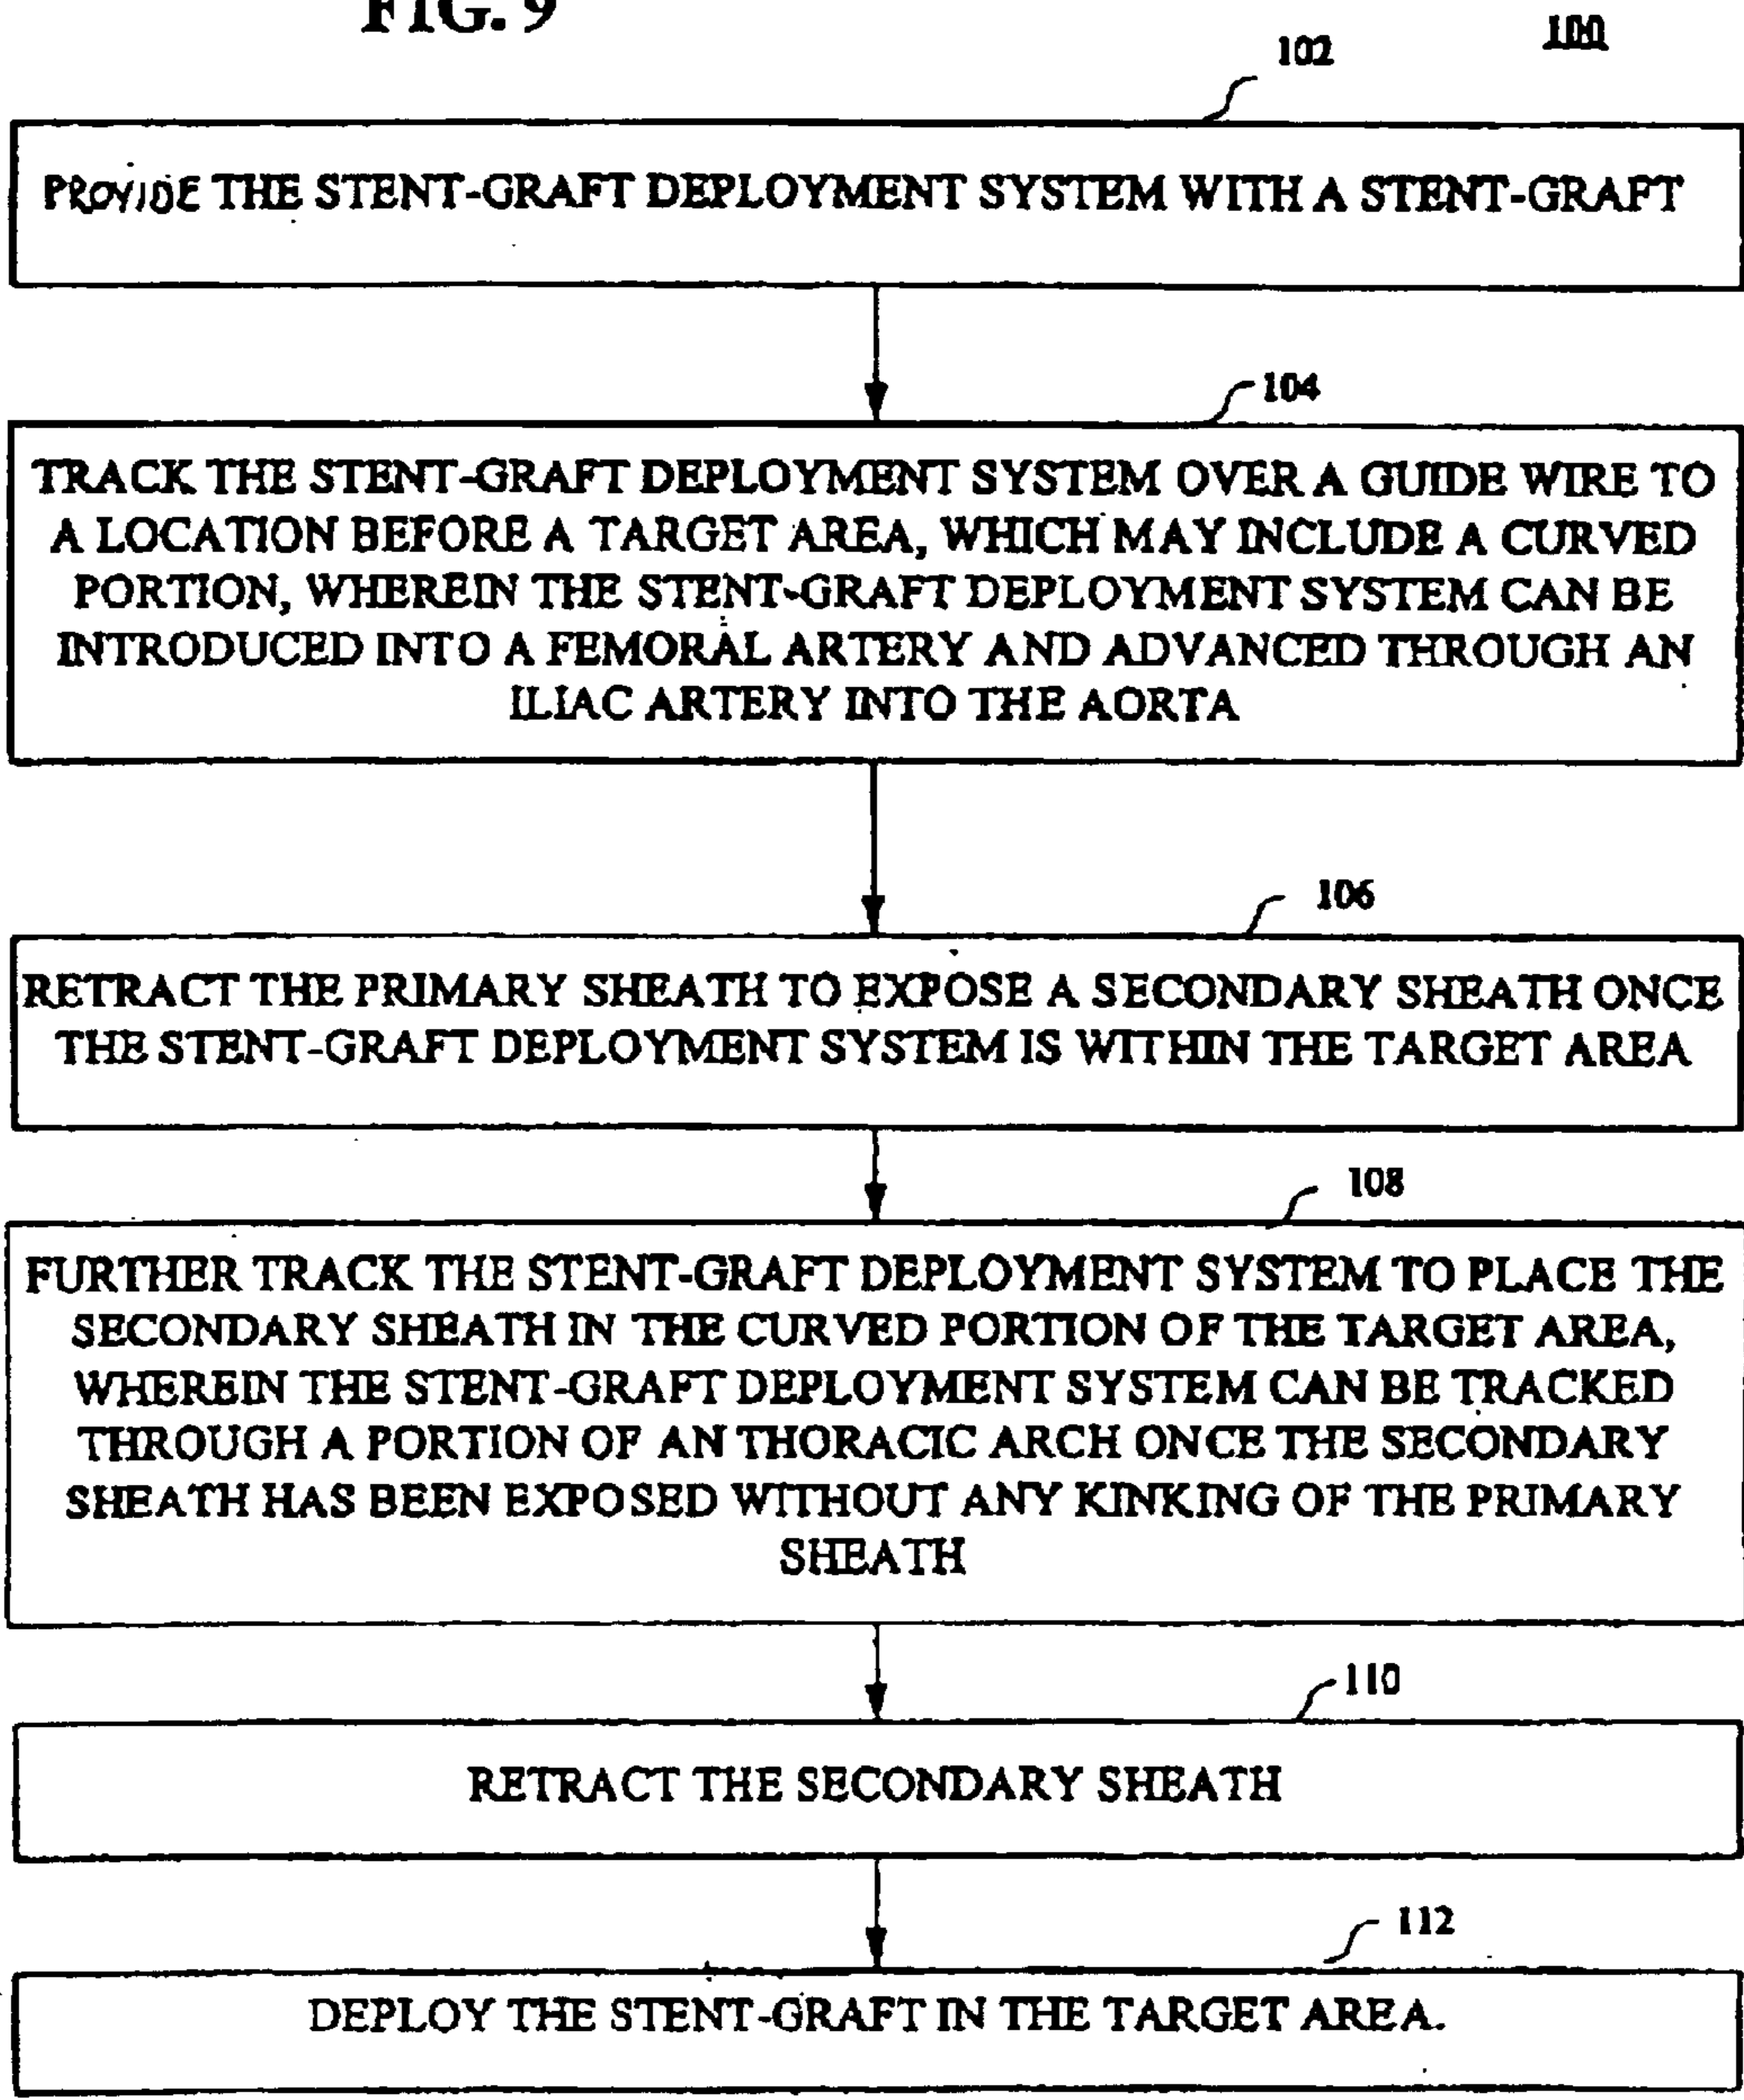 FIG. 9
100
102
PROVIDE THE STENT-GRAFT DEPLOYMENT SYSTEM WITH A STENT-GRAFT
104
TRACK THE STENT-GRAFT DEPLOYMENT SYSTEM OVER A GUIDE WIRE TO
A LOCATION BEFORE A TARGET AREA, WHICH MAY INCLUDE A CURVED
PORTION, WHEREIN THE STENT-GRAFT DEPLOYMENT SYSTEM CAN BE
INTRODUCED INTO A FEMORAL ARTERY AND ADVANCED THROUGH AN
ILIAC ARTERY INTO THE AORTA
106
RETRACT THE PRIMARY SHEATH TO EXPOSE A SECONDARY SHEATH ONCE
THE STENT-GRAFT DEPLOYMENT SYSTEM IS WITHIN THE TARGET AREA
108
FURTHER TRACK THE STENT-GRAFT DEPLOYMENT SYSTEM TO PLACE THE
SECONDARY SHEATH IN THE CURVED PORTION OF THE TARGET AREA,
WHEREIN THE STENT-GRAFT DEPLOYMENT SYSTEM CAN BE TRACKED
THROUGH A PORTION OF AN THORACIC ARCH ONCE THE SECONDARY
SHEATH HAS BEEN EXPOSED WITHOUT ANY KINKING OF THE PRIMARY
SHEATH
110
RETRACT THE SECONDARY SHEATH
112
DEPLOY THE STENT-GRAFT IN THE TARGET AREA.